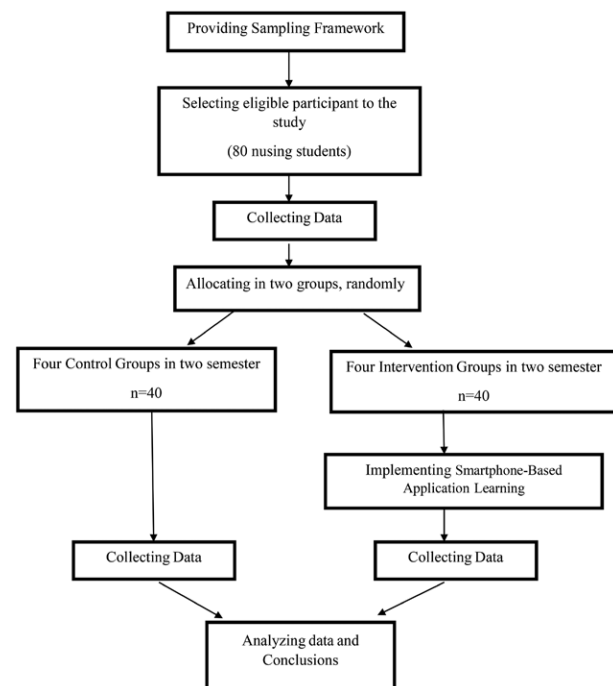 Providing Sampling Framework
Selecting eligible participant to the
study
(80 nusing students)
Collecting Data
Allocating in two groups, randomly
Four Control Groups in two semester
n=40
Four Intervention Groups in two semester
n=40
Implementing Smartphone-Based
Application Learning
Collecting Data
Collecting Data
Analyzing data and
Conclusions